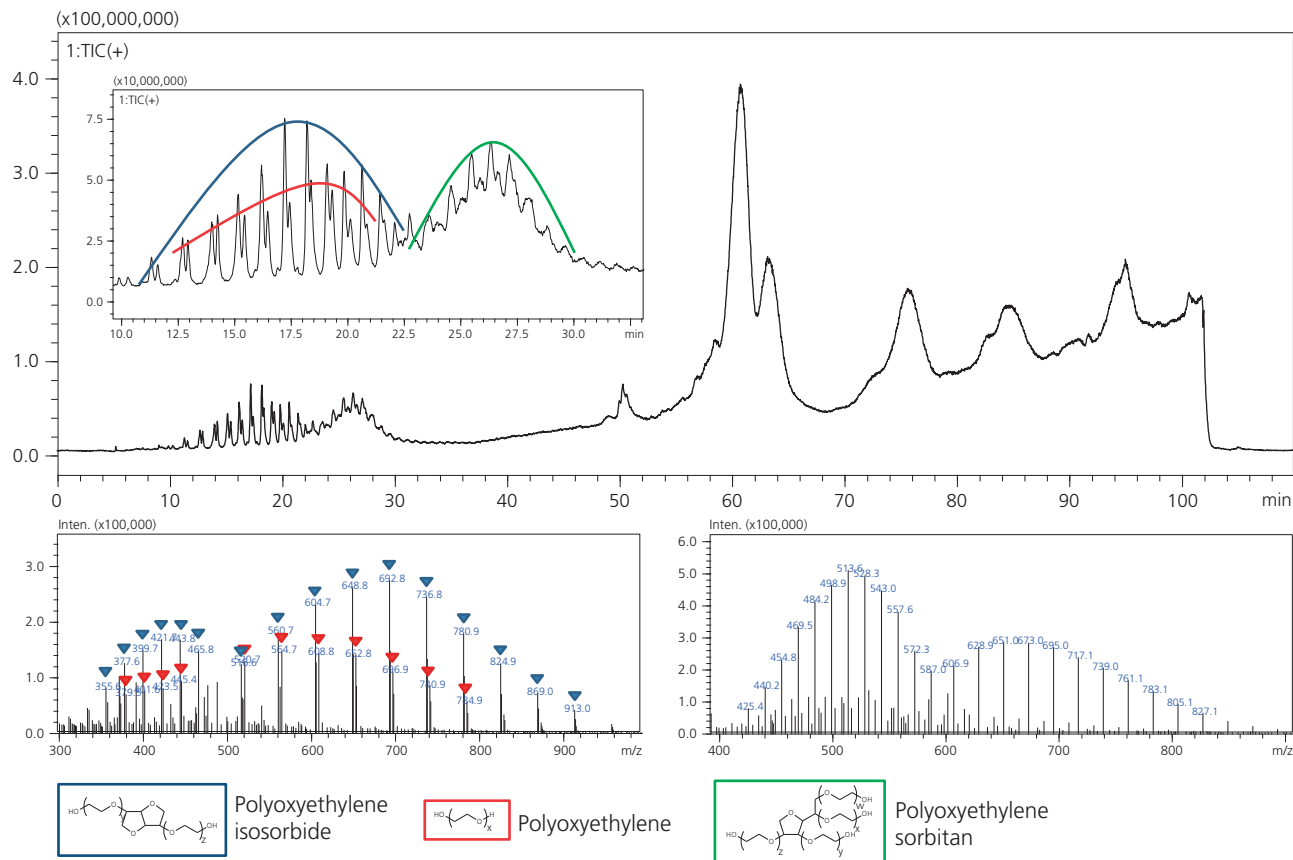 (x100,000,000)
1:TIC(+)
4.0
3.0
2.0
1.0
0.0
0 10 20 30 40 50 60 70 80 90 100 min
(x10,000,000)
1:TIC(+)
7.5
5.0
2.5
0.0
10.0 12.5 15.0 17.5 20.0 22.5 25.0 27.5 30.0 min
Inten. (x100,000)
3.0
2.0
1.0
0.0
355.6 377.6 399.7 421.7 443.8 465.8 560.7 604.7 648.8 692.8 736.8 780.9 824.9 869.0 913.0
445.4 564.7 608.8 652.8 696.9 740.9 784.9
300 400 500 600 700 800 900 m/z
Inten. (x100,000)
6.0
5.0
4.0
3.0
2.0
1.0
0.0
425.4 440.2 454.8 469.5 484.2 498.9 513.6 528.3 543.0 557.6 572.3 587.0 606.9 628.9 651.0 673.0 695.0 717.1 739.0 761.1 783.1 805.1 827.1
400 500 600 700 800 m/z
HO O O O O OH z
Polyoxyethylene
isosorbide
HO O H x
Polyoxyethylene
HO O z O O OH w O OH x O OH y
Polyoxyethylene
sorbitan